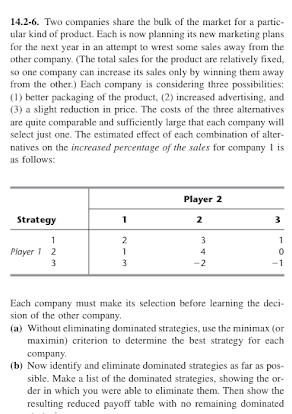 14.2-6. Two companies share the bulk of the market for a partic-
ular kind of product. Each is now planning its new marketing plans
for the next year in an attempt to wrest some sales away from the
other company. (The total sales for the product are relatively fixed,
so one company can increase its sales only by winning them away
from the other.) Each company is considering three possibilities:
(1) better packaging of the product, (2) increased advertising, and
(3) a slight reduction in price. The costs of the three alternatives
are quite comparable and sufficiently large that each company will
select just one. The estimated effect of each combination of alter-
natives on the increased percentage of the sales for company 1 is
as follows:
Player 2
Strategy 1 2 3
1 2 3 1
Player 1 2 1 4 0
3 3 −2 −1
Each company must make its selection before learning the deci-
sion of the other company.
(a) Without eliminating dominated strategies, use the minimax (or
maximin) criterion to determine the best strategy for each
company.
(b) Now identify and eliminate dominated strategies as far as pos-
sible. Make a list of the dominated strategies, showing the or-
der in which you were able to eliminate them. Then show the
resulting reduced payoff table with no remaining dominated